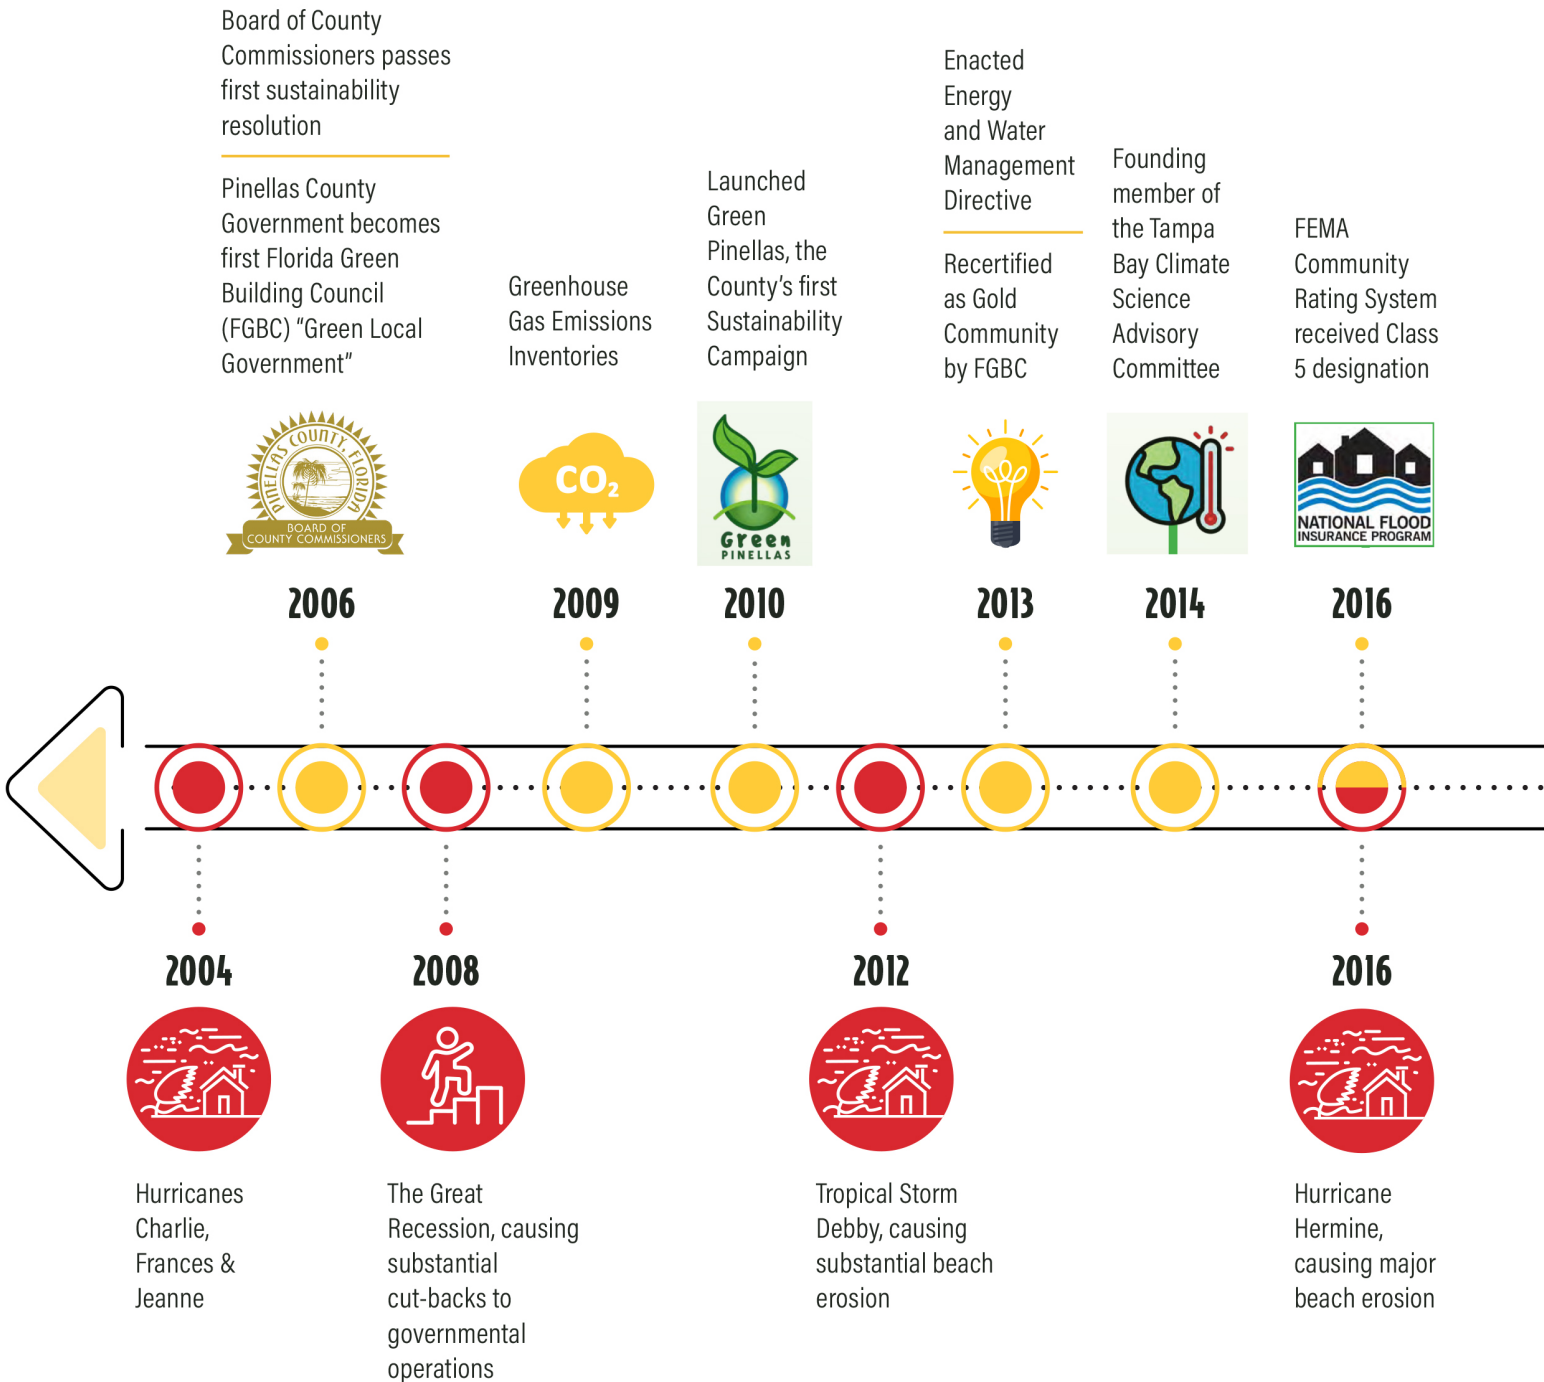 Board of County
Commissioners passes
first sustainability
resolution
Pinellas County
Government becomes
first Florida Green
Building Council
(FGBC) “Green Local
Government”
PINELLAS COUNTY, FLORIDA
BOARD OF
COUNTY COMMISSIONERS
2006
Greenhouse
Gas Emissions
Inventories
CO₂
2009
Launched
Green
Pinellas, the
County’s first
Sustainability
Campaign
Green
PINELLAS
2010
Enacted
Energy
and Water
Management
Directive
Recertified
as Gold
Community
by FGBC
2013
Founding
member of
the Tampa
Bay Climate
Science
Advisory
Committee
2014
FEMA
Community
Rating System
received Class
5 designation
NATIONAL FLOOD
INSURANCE PROGRAM
2016
2004
Hurricanes
Charlie,
Frances &
Jeanne
2008
The Great
Recession, causing
substantial
cut-backs to
governmental
operations
2012
Tropical Storm
Debby, causing
substantial beach
erosion
2016
Hurricane
Hermine,
causing major
beach erosion